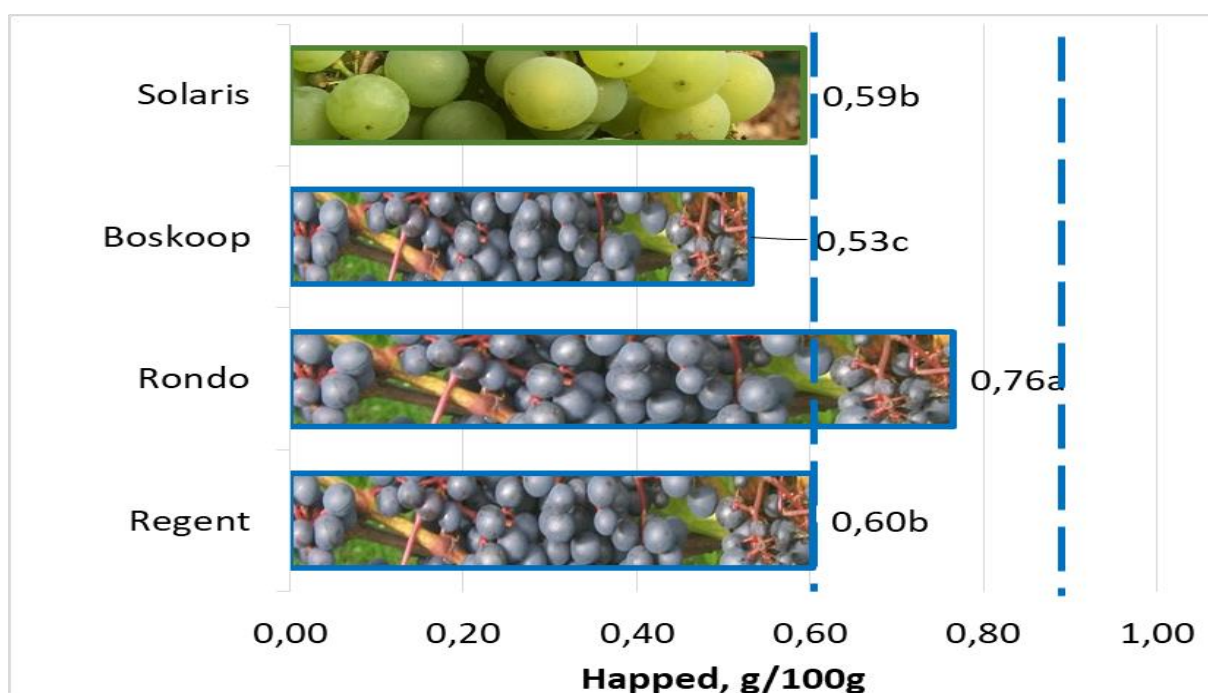 Solaris 0,59b
Boskoop 0,53c
Rondo 0,76a
Regent 0,60b
0,00 0,20 0,40 0,60 0,80 1,00
Happed, g/100g